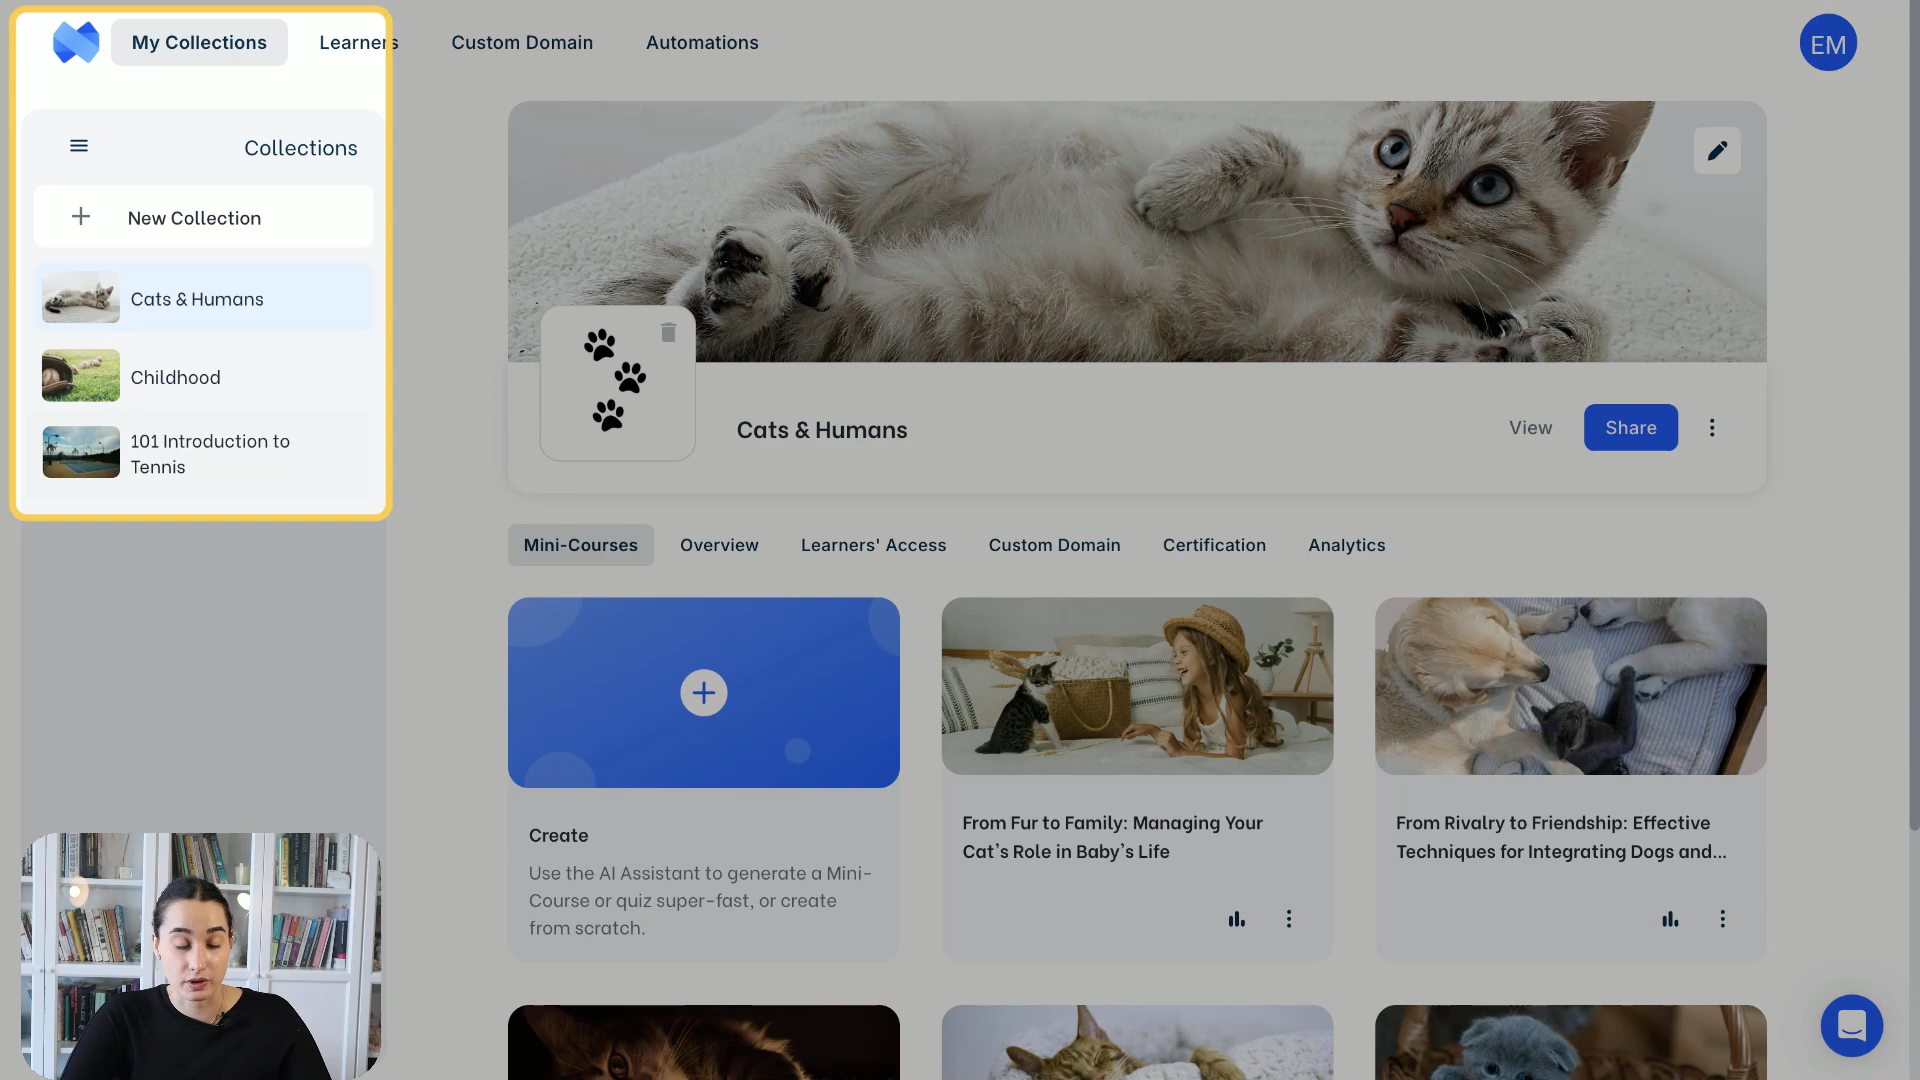 My Collections
Learners
Custom Domain
Automations
EM
Collections
New Collection
Cats & Humans
Childhood
101 Introduction to
Tennis
Cats & Humans
View
Share
Mini-Courses
Overview
Learners' Access
Custom Domain
Certification
Analytics
Create
Use the AI Assistant to generate a Mini-
Course or quiz super-fast, or create
from scratch.
From Fur to Family: Managing Your
Cat's Role in Baby's Life
From Rivalry to Friendship: Effective
Techniques for Integrating Dogs and...